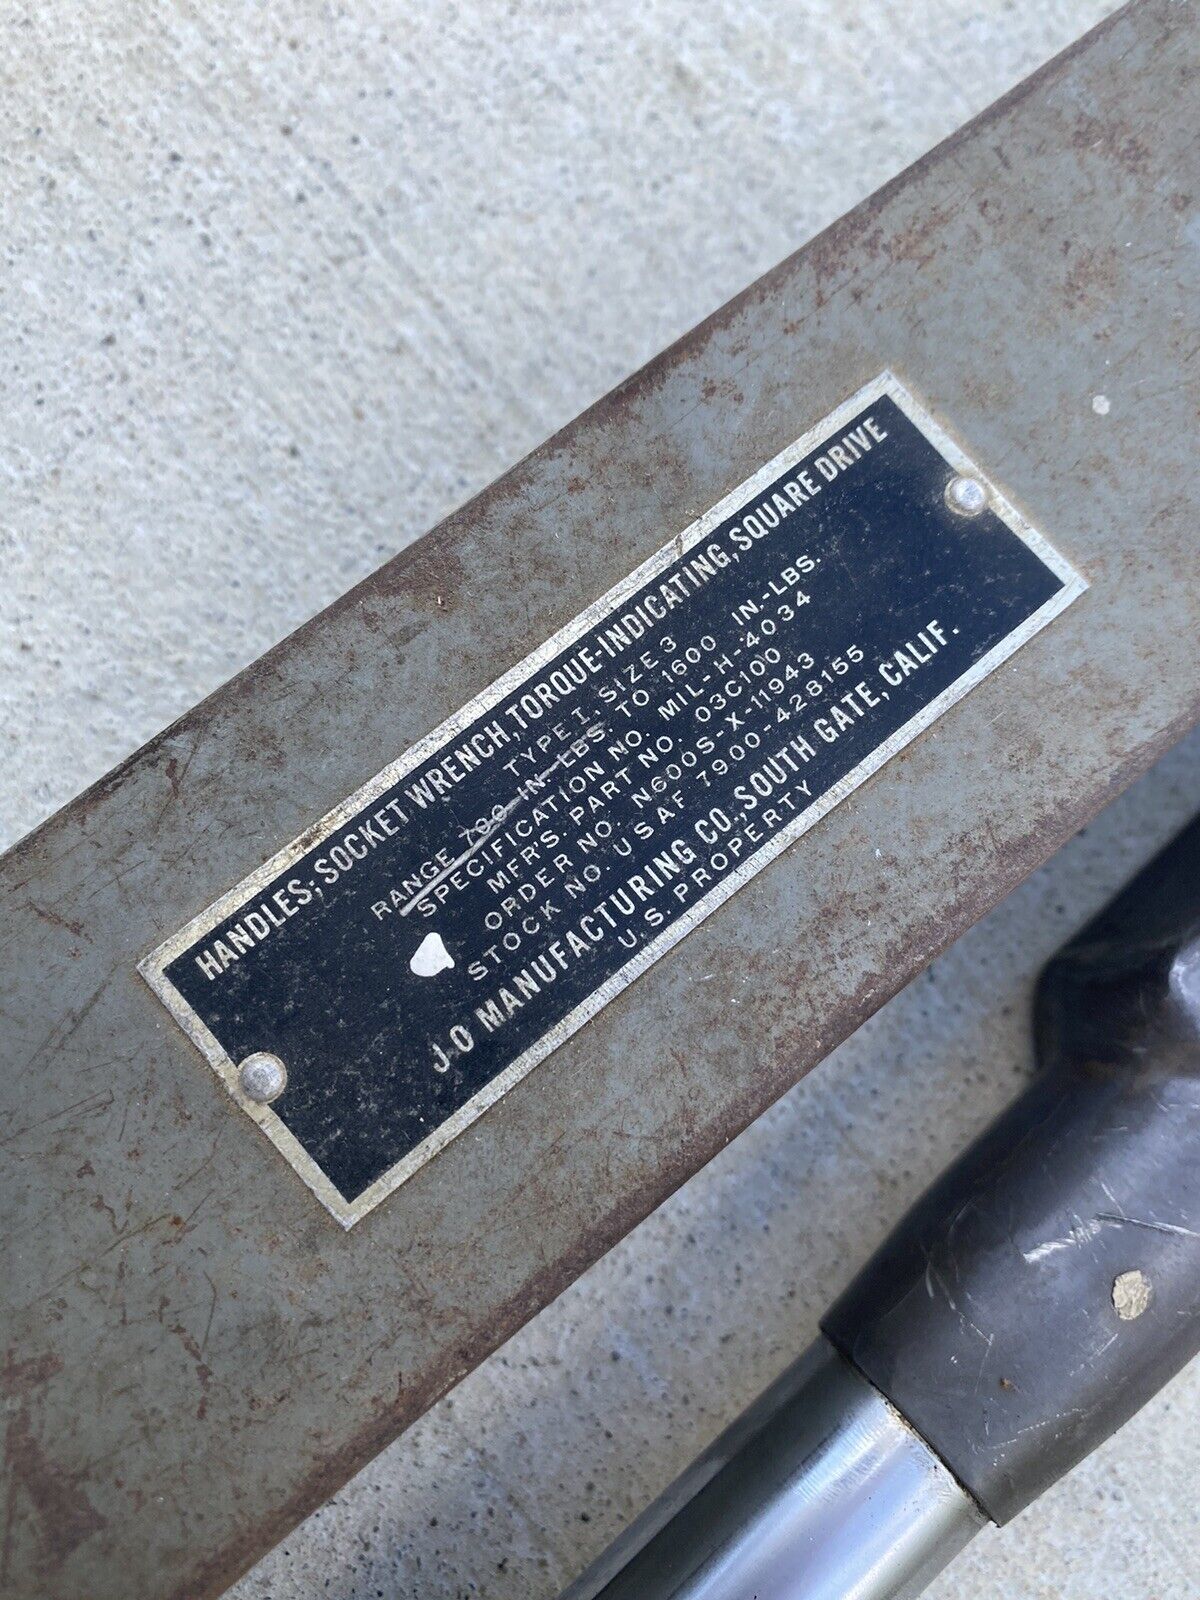 HANDLES; SOCKET WRENCH, TORQUE-INDICATING, SQUARE DRIVE
TYPE I, SIZE 3
RANGE 700 IN-LBS. TO 1600 IN.-LBS.
SPECIFICATION NO. MIL-H-4034
MFR'S. PART NO. 03C100
ORDER NO. N600S-X-11943
STOCK NO. USAF 7900-428155
J.O MANUFACTURING CO., SOUTH GATE, CALIF.
U.S. PROPERTY